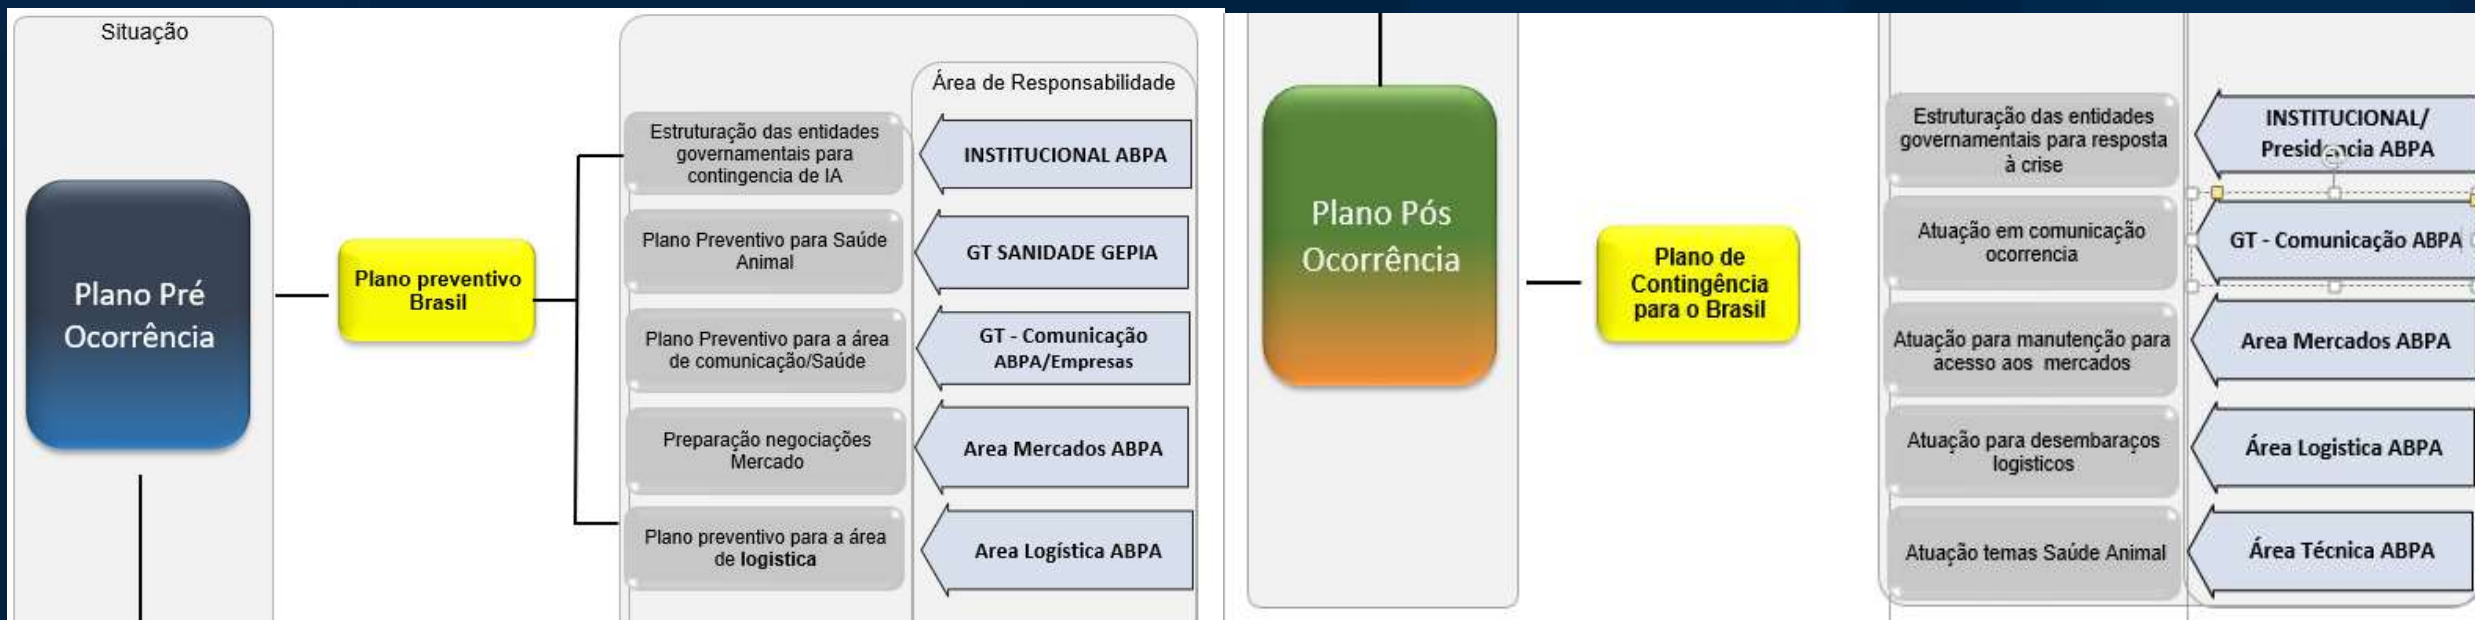 Situação
Plano Pré
Ocorrência
Plano preventivo
Brasil
Área de Responsabilidade
Estruturação das entidades
governamentais para
contingencia de IA
INSTITUCIONAL ABPA
Plano Preventivo para Saúde
Animal
GT SANIDADE GEPIA
Plano Preventivo para a área
de comunicação/Saúde
GT - Comunicação
ABPA/Empresas
Preparação negociações
Mercado
Area Mercados ABPA
Plano preventivo para a área
de logistica
Area Logística ABPA
Plano Pós
Ocorrência
Plano de
Contingência
para o Brasil
Estruturação das entidades
governamentais para resposta
à crise
INSTITUCIONAL/
Presidencia ABPA
Atuação em comunicação
ocorrencia
GT - Comunicação ABPA
Atuação para manutenção para
acesso aos mercados
Area Mercados ABPA
Atuação para desembaraços
logisticos
Área Logistica ABPA
Atuação temas Saúde Animal
Área Técnica ABPA